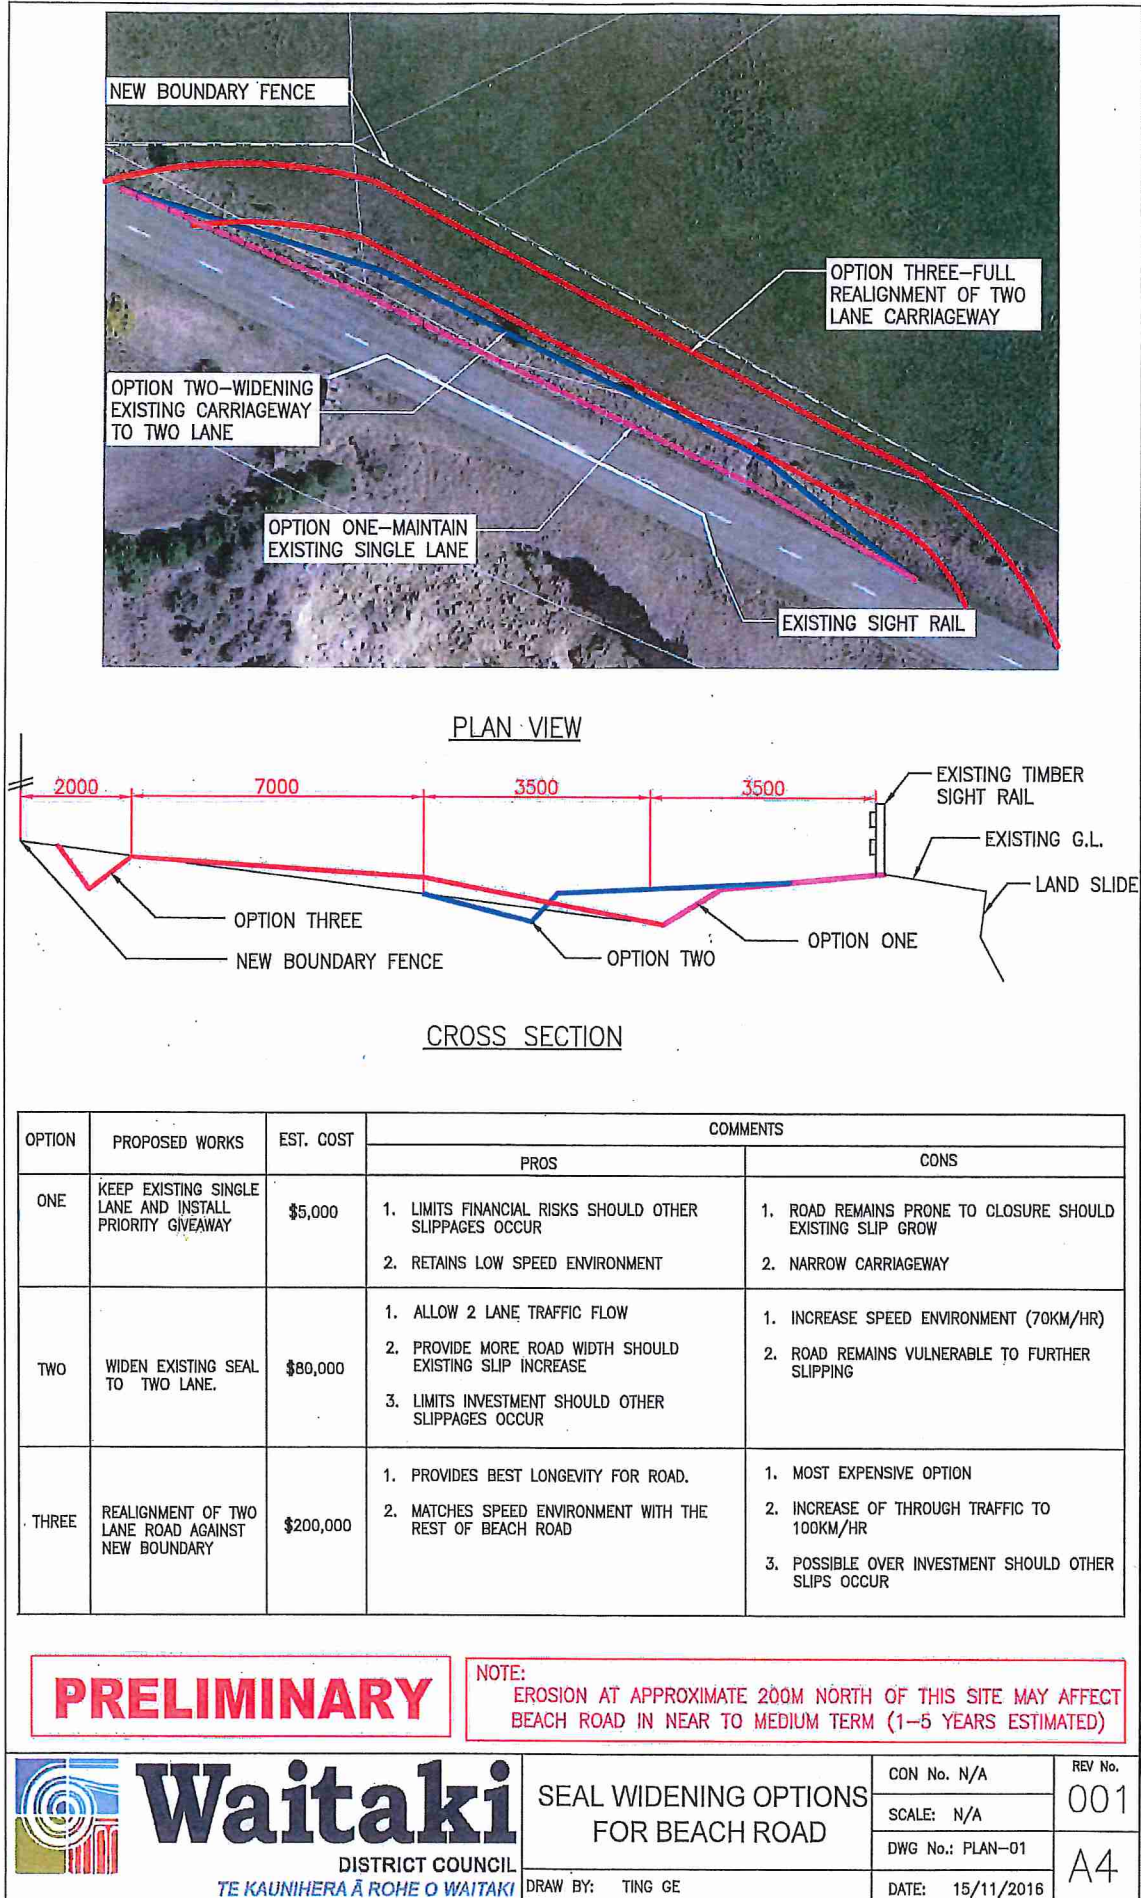 NEW BOUNDARY FENCE
OPTION THREE-FULL
REALIGNMENT OF TWO
LANE CARRIAGEWAY
OPTION TWO-WIDENING
EXISTING CARRIAGEWAY
TO TWO LANE
OPTION ONE-MAINTAIN
EXISTING SINGLE LANE
EXISTING SIGHT RAIL
PLAN VIEW
2000
7000
3500
3500
EXISTING TIMBER
SIGHT RAIL
EXISTING G.L.
LAND SLIDE
OPTION THREE
NEW BOUNDARY FENCE
OPTION TWO
OPTION ONE
CROSS SECTION
OPTION
PROPOSED WORKS
EST. COST
COMMENTS
PROS
CONS
ONE
KEEP EXISTING SINGLE
LANE AND INSTALL
PRIORITY GIVEAWAY
$5,000
1. LIMITS FINANCIAL RISKS SHOULD OTHER
SLIPPAGES OCCUR
2. RETAINS LOW SPEED ENVIRONMENT
1. ROAD REMAINS PRONE TO CLOSURE SHOULD
EXISTING SLIP GROW
2. NARROW CARRIAGEWAY
TWO
WIDEN EXISTING SEAL
TO TWO LANE.
$80,000
1. ALLOW 2 LANE TRAFFIC FLOW
2. PROVIDE MORE ROAD WIDTH SHOULD
EXISTING SLIP INCREASE
3. LIMITS INVESTMENT SHOULD OTHER
SLIPPAGES OCCUR
1. INCREASE SPEED ENVIRONMENT (70KM/HR)
2. ROAD REMAINS VULNERABLE TO FURTHER
SLIPPING
THREE
REALIGNMENT OF TWO
LANE ROAD AGAINST
NEW BOUNDARY
$200,000
1. PROVIDES BEST LONGEVITY FOR ROAD.
2. MATCHES SPEED ENVIRONMENT WITH THE
REST OF BEACH ROAD
1. MOST EXPENSIVE OPTION
2. INCREASE OF THROUGH TRAFFIC TO
100KM/HR
3. POSSIBLE OVER INVESTMENT SHOULD OTHER
SLIPS OCCUR
PRELIMINARY
NOTE:
EROSION AT APPROXIMATE 200M NORTH OF THIS SITE MAY AFFECT
BEACH ROAD IN NEAR TO MEDIUM TERM (1-5 YEARS ESTIMATED)
Waitaki
DISTRICT COUNCIL
TE KAUNIHERA Ā ROHE O WAITAKI
SEAL WIDENING OPTIONS
FOR BEACH ROAD
DRAW BY: TING GE
CON No. N/A
SCALE: N/A
DWG No.: PLAN-01
DATE: 15/11/2016
REV No.
001
A4